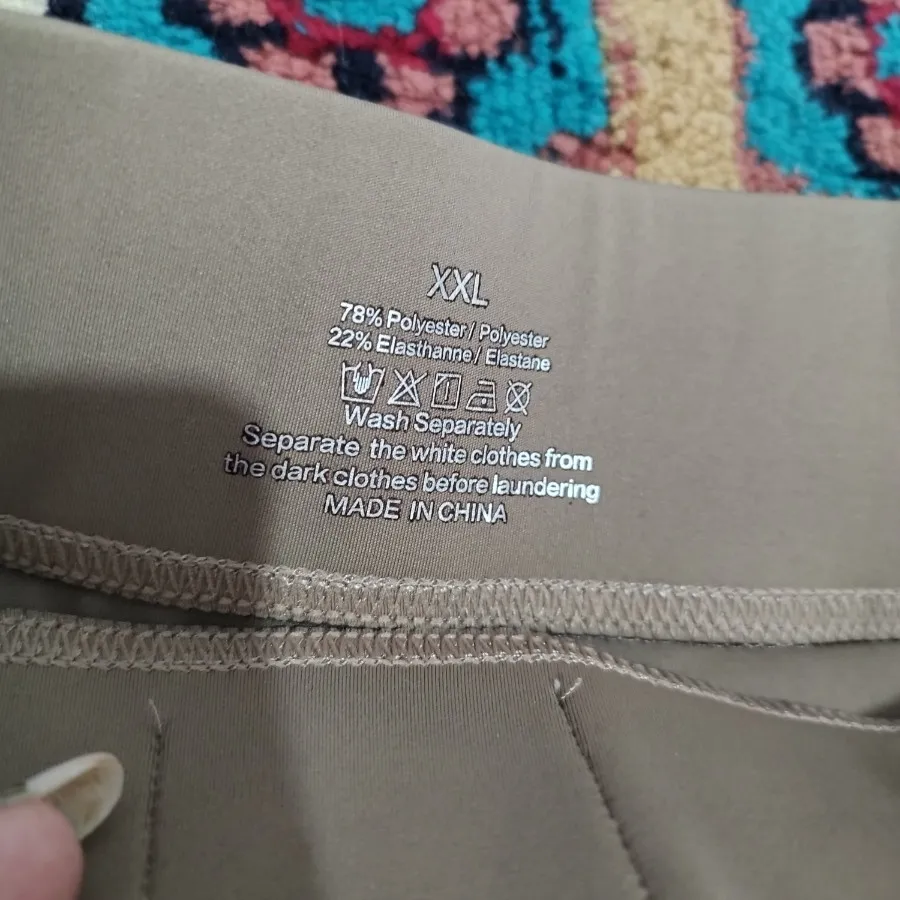 XXL
78% Polyester/ Polyester
22% Elasthanne/ Elastane
Wash Separately
Separate the white clothes from
the dark clothes before laundering
MADE IN CHINA